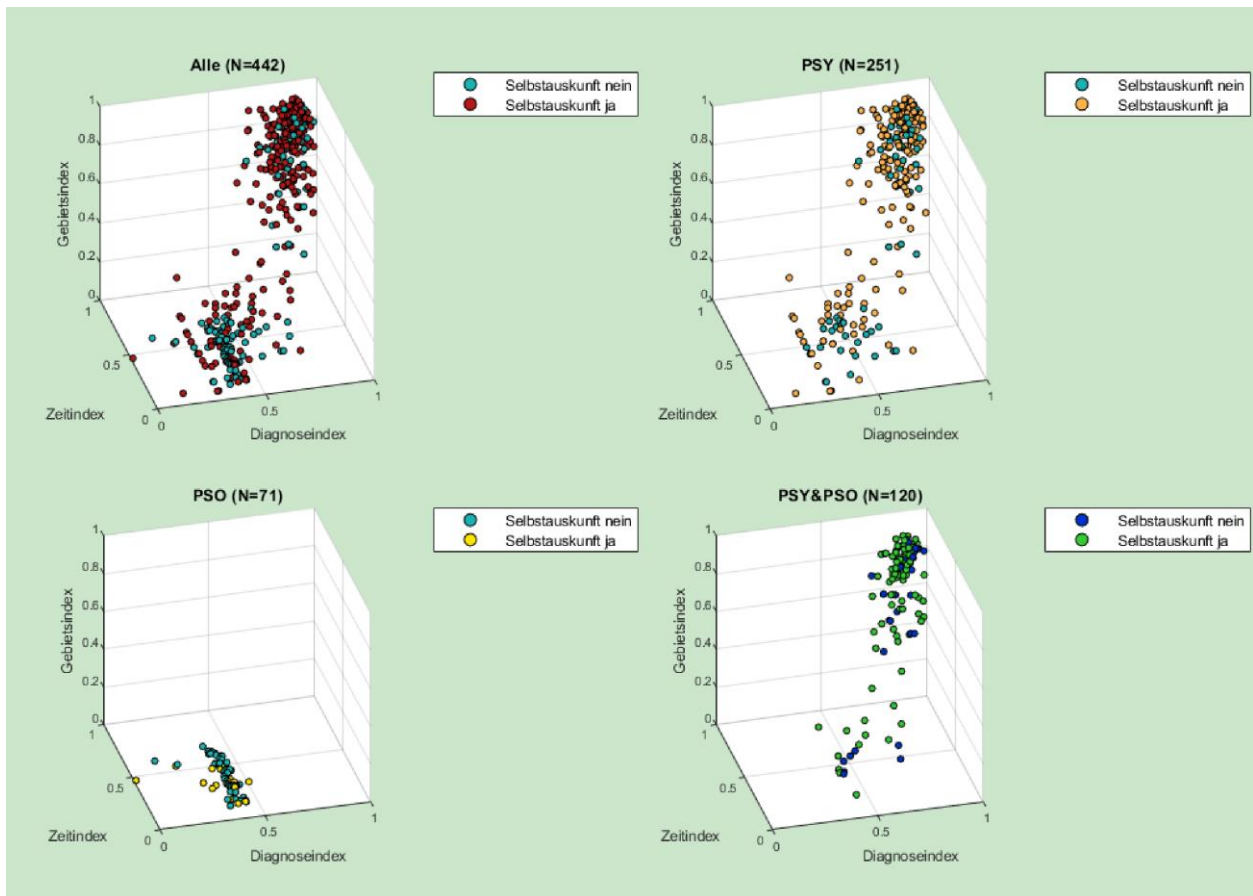 Alle (N=442)
Selbstauskunft nein
Selbstauskunft ja
1
0.8
0.6
0.4
0.2
0
Gebietsindex
1
0.5
0
Zeitindex
0
0.5
1
Diagnoseindex
PSY (N=251)
Selbstauskunft nein
Selbstauskunft ja
1
0.8
0.6
0.4
0.2
0
Gebietsindex
1
0.5
0
Zeitindex
0
0.5
1
Diagnoseindex
PSO (N=71)
Selbstauskunft nein
Selbstauskunft ja
1
0.8
0.6
0.4
0.2
0
Gebietsindex
1
0.5
0
Zeitindex
0
0.5
1
Diagnoseindex
PSY&PSO (N=120)
Selbstauskunft nein
Selbstauskunft ja
1
0.8
0.6
0.4
0.2
0
Gebietsindex
1
0.5
0
Zeitindex
0
0.5
1
Diagnoseindex